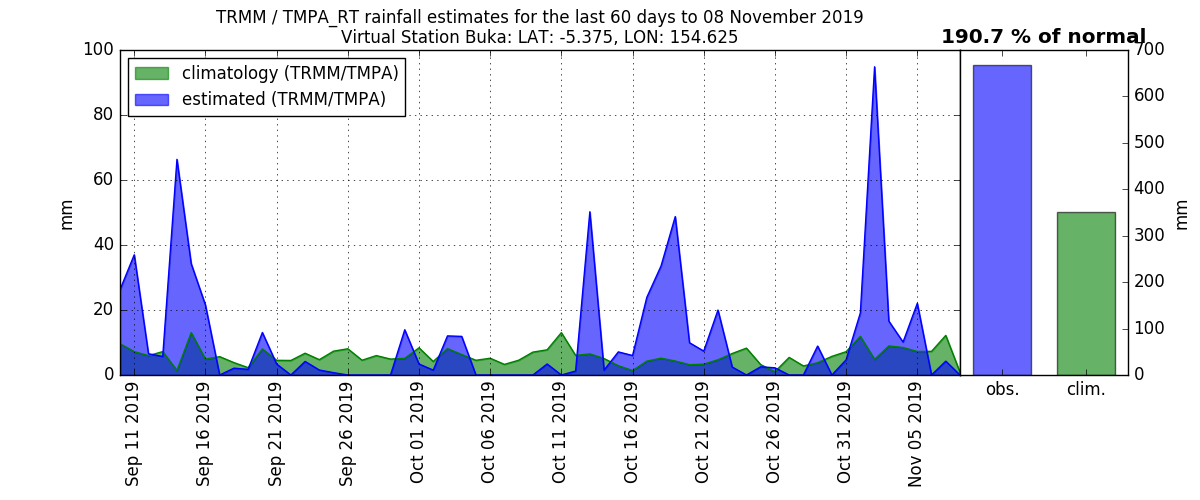 TRMM / TMPA_RT rainfall estimates for the last 60 days to 08 November 2019
Virtual Station Buka: LAT: -5.375, LON: 154.625
190.7 % of normal
climatology (TRMM/TMPA)
estimated (TRMM/TMPA)
mm
100
80
60
40
20
0
Sep 11 2019
Sep 16 2019
Sep 21 2019
Sep 26 2019
Oct 01 2019
Oct 06 2019
Oct 11 2019
Oct 16 2019
Oct 21 2019
Oct 26 2019
Oct 31 2019
Nov 05 2019
obs.
clim.
700
600
500
400
300
200
100
0
mm